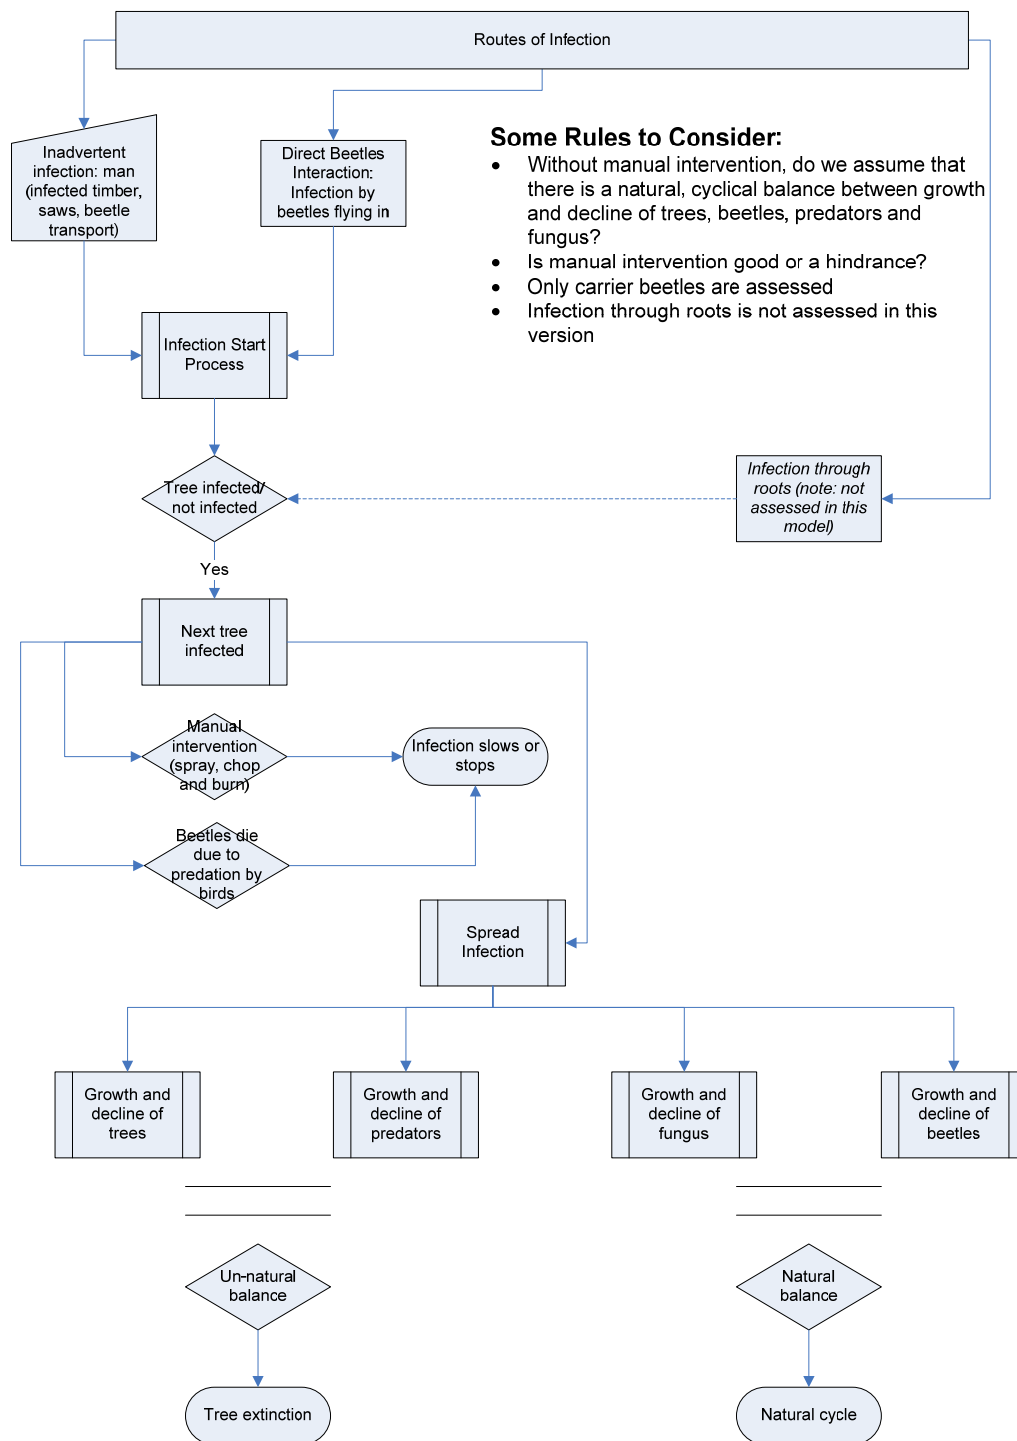 Routes of Infection
Inadvertent
infection: man
(infected timber,
saws, beetle
transport)
Direct Beetles
Interaction:
Infection by
beetles flying in
Some Rules to Consider:
• Without manual intervention, do we assume that
there is a natural, cyclical balance between growth
and decline of trees, beetles, predators and
fungus?
• Is manual intervention good or a hindrance?
• Only carrier beetles are assessed
• Infection through roots is not assessed in this
version
Infection Start
Process
Tree infected/
not infected
Infection through
roots (note: not
assessed in this
model)
Yes
Next tree
infected
Manual
intervention
(spray, chop
and burn)
Infection slows or
stops
Beetles die
due to
predation by
birds
Spread
Infection
Growth and
decline of
trees
Growth and
decline of
predators
Growth and
decline of
fungus
Growth and
decline of
beetles
Un-natural
balance
Natural
balance
Tree extinction
Natural cycle